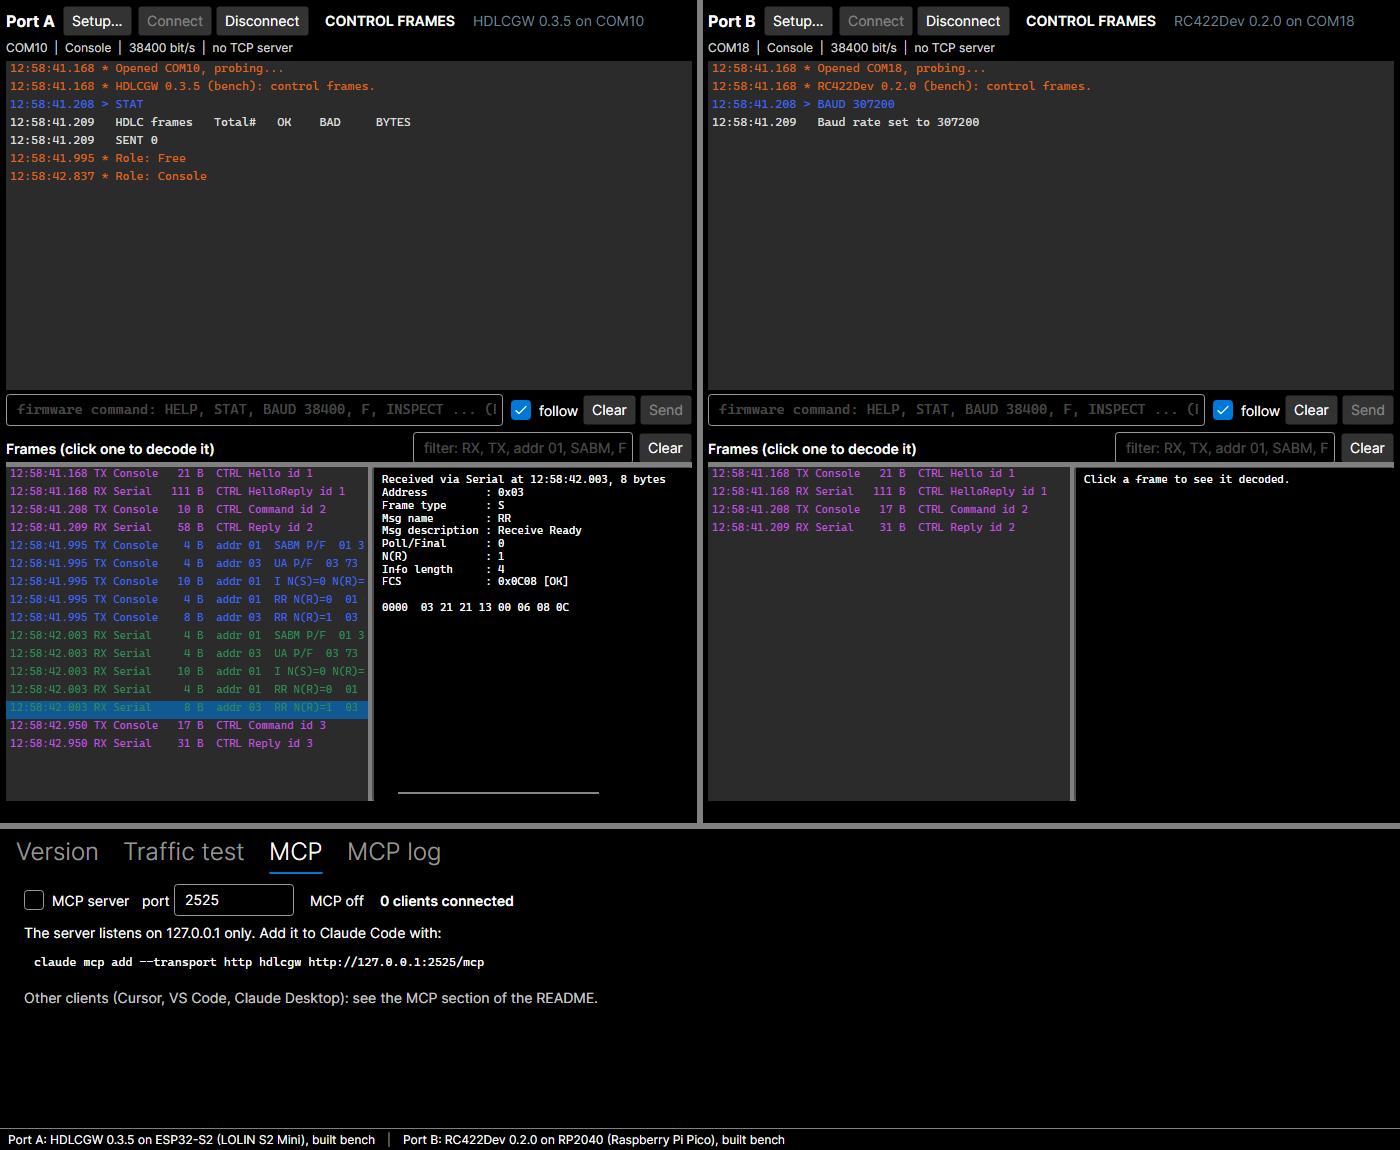 Port A Setup... Connect Disconnect CONTROL FRAMES HDLCGW 0.3.5 on COM10
COM10 | Console | 38400 bit/s | no TCP server
12:58:41.168 * Opened COM10, probing...
12:58:41.168 * HDLCGW 0.3.5 (bench): control frames.
12:58:41.208 > STAT
12:58:41.209 HDLC frames Total# OK BAD BYTES
12:58:41.209 SENT 0
12:58:41.995 * Role: Free
12:58:42.837 * Role: Console
firmware command: HELP, STAT, BAUD 38400, F, INSPECT ... (
follow Clear Send
Frames (click one to decode it) filter: RX, TX, addr 01, SABM, F Clear
12:58:41.168 TX Console 21 B CTRL Hello id 1
12:58:41.168 RX Serial 111 B CTRL HelloReply id 1
12:58:41.208 TX Console 10 B CTRL Command id 2
12:58:41.209 RX Serial 58 B CTRL Reply id 2
12:58:41.995 TX Console 4 B addr 01 SABM P/F 01 3
12:58:41.995 TX Console 4 B addr 03 UA P/F 03 73
12:58:41.995 TX Console 10 B addr 01 I N(S)=0 N(R)=
12:58:41.995 TX Console 4 B addr 01 RR N(R)=0 01
12:58:41.995 TX Console 8 B addr 03 RR N(R)=1 03
12:58:42.003 RX Serial 4 B addr 01 SABM P/F 01 3
12:58:42.003 RX Serial 4 B addr 03 UA P/F 03 73
12:58:42.003 RX Serial 10 B addr 01 I N(S)=0 N(R)=
12:58:42.003 RX Serial 4 B addr 01 RR N(R)=0 01
12:58:42.003 RX Serial 8 B addr 03 RR N(R)=1 03
12:58:42.950 TX Console 17 B CTRL Command id 3
12:58:42.950 RX Serial 31 B CTRL Reply id 3
Received via Serial at 12:58:42.003, 8 bytes
Address : 0x03
Frame type : S
Msg name : RR
Msg description : Receive Ready
Poll/Final : 0
N(R) : 1
Info length : 4
FCS : 0x0C08 [OK]
0000 03 21 21 13 00 06 08 0C
Port B Setup... Connect Disconnect CONTROL FRAMES RC422Dev 0.2.0 on COM18
COM18 | Console | 38400 bit/s | no TCP server
12:58:41.168 * Opened COM18, probing...
12:58:41.168 * RC422Dev 0.2.0 (bench): control frames.
12:58:41.208 > BAUD 307200
12:58:41.209 Baud rate set to 307200
firmware command: HELP, STAT, BAUD 38400, F, INSPECT ... (
follow Clear Send
Frames (click one to decode it) filter: RX, TX, addr 01, SABM, F Clear
12:58:41.168 TX Console 21 B CTRL Hello id 1
12:58:41.168 RX Serial 111 B CTRL HelloReply id 1
12:58:41.208 TX Console 17 B CTRL Command id 2
12:58:41.209 RX Serial 31 B CTRL Reply id 2
Click a frame to see it decoded.
Version Traffic test MCP MCP log
MCP server port 2525 MCP off 0 clients connected
The server listens on 127.0.0.1 only. Add it to Claude Code with:
claude mcp add --transport http hdlcgw http://127.0.0.1:2525/mcp
Other clients (Cursor, VS Code, Claude Desktop): see the MCP section of the README.
Port A: HDLCGW 0.3.5 on ESP32-S2 (LOLIN S2 Mini), built bench | Port B: RC422Dev 0.2.0 on RP2040 (Raspberry Pi Pico), built bench